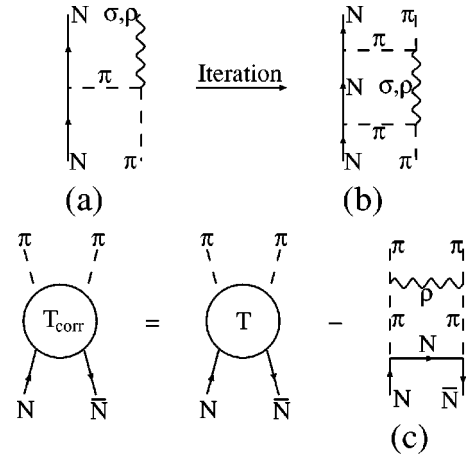 N σ,ρ
π
N π
(a)
Iteration
N π
π
N σ,ρ
π
N π
(b)
π π
T_corr
N N̄
=
π π
T
N N̄
−
π π
ρ
π π
N
N N̄
(c)